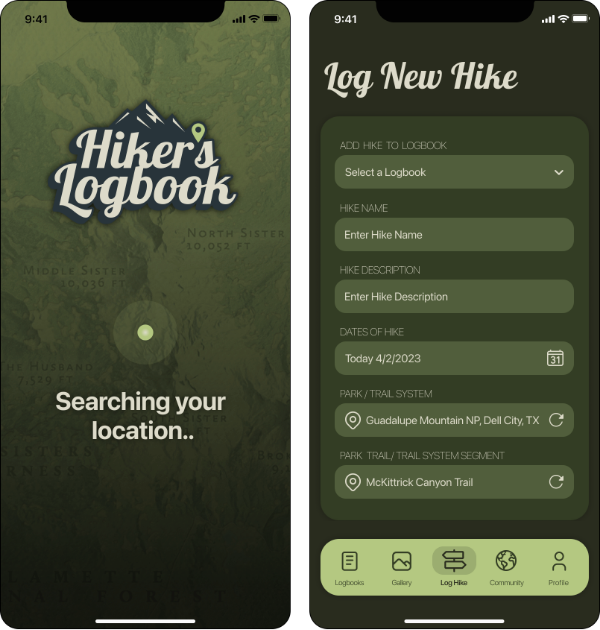 9:41
Hiker's
Logbook
NORTH SISTER
10,052 FT
MIDDLE SISTER
10,036 FT
THE HUSBAND
7,529 FT
Searching your
location..
SISTERS
9:41
Log New Hike
ADD HIKE TO LOGBOOK
Select a Logbook
HIKE NAME
Enter Hike Name
HIKE DESCRIPTION
Enter Hike Description
DATES OF HIKE
Today 4/2/2023
31
PARK / TRAIL SYSTEM
Guadalupe Mountain NP, Dell City, TX
PARK TRAIL/ TRAIL SYSTEM SEGMENT
McKittrick Canyon Trail
Logbooks
Gallery
Log Hike
Community
Profile